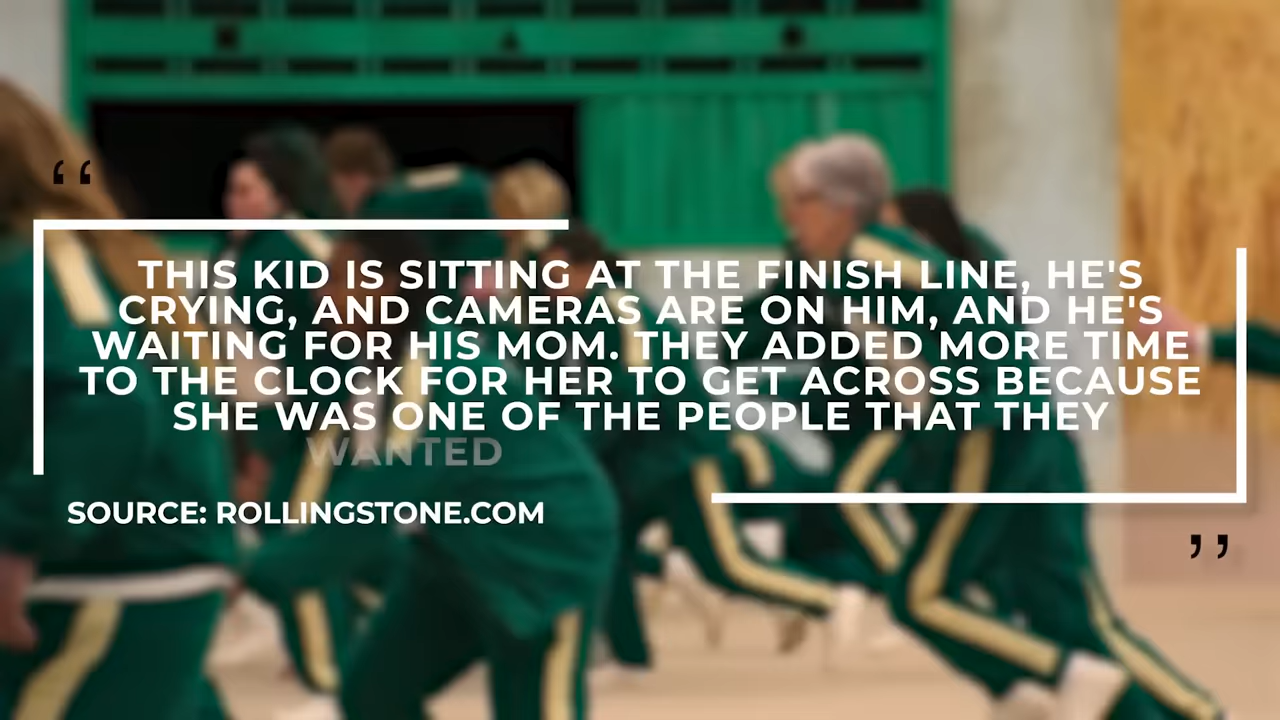 “
THIS KID IS SITTING AT THE FINISH LINE, HE'S
CRYING, AND CAMERAS ARE ON HIM, AND HE'S
WAITING FOR HIS MOM. THEY ADDED MORE TIME
TO THE CLOCK FOR HER TO GET ACROSS BECAUSE
SHE WAS ONE OF THE PEOPLE THAT THEY
WANTED
SOURCE: ROLLINGSTONE.COM
”